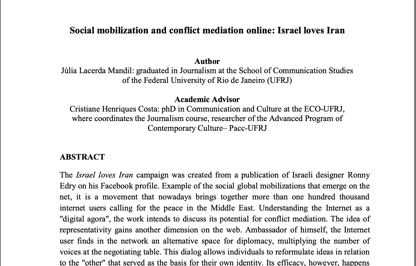 Social mobilization and conflict mediation online: Israel loves Iran
Author
Júlia Lacerda Mandil: graduated in Journalism at the School of Communication Studies
of the Federal University of Rio de Janeiro (UFRJ)
Academic Advisor
Cristiane Henriques Costa: phD in Communication and Culture at the ECO-UFRJ,
where coordinates the Journalism course, researcher of the Advanced Program of
Contemporary Culture– Pacc-UFRJ
ABSTRACT
The Israel loves Iran campaign was created from a publication of Israeli designer Ronny
Edry on his Facebook profile. Example of the social global mobilizations that emerge on the
net, it is a movement that nowadays brings together more than one hundred thousand
internet users calling for the peace in the Middle East. Understanding the Internet as a
"digital agora", the work intends to discuss its potential for conflict mediation. The idea of
representativity gains another dimension on the web. Ambassador of himself, the Internet
user finds in the network an alternative space for diplomacy, multiplying the number of
voices at the negotiating table. This dialog allows individuals to reformulate ideas in relation
to the "other" that served as the basis for their own identity. Its efficacy, however, happens